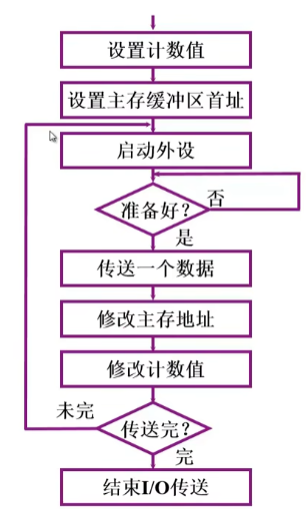 设置计数值
设置主存缓冲区首址
启动外设
准备好?
否
是
传送一个数据
修改主存地址
修改计数值
未完
传送完?
完
结束I/O传送